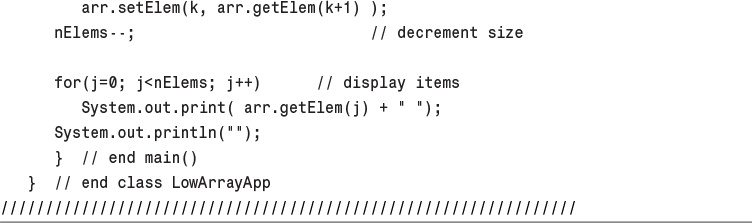 arr.setElem(k, arr.getElem(k+1) );
nElems--;                          // decrement size
for(j=0; j<nElems; j++)      // display items
System.out.print( arr.getElem(j) + " ");
System.out.println("");
}  // end main()
}  // end class LowArrayApp
////////////////////////////////////////////////////////////////